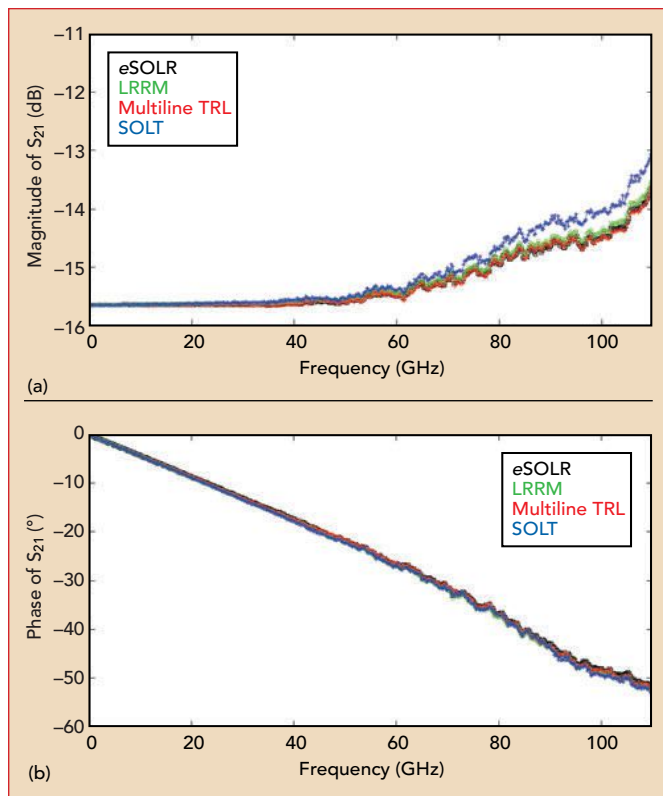 −11
−12
−13
−14
−15
−16
Magnitude of S21 (dB)
eSOLR
LRRM
Multiline TRL
SOLT
0 20 40 60 80 100
Frequency (GHz)
(a)
0
−10
−20
−30
−40
−50
−60
Phase of S21 (°)
eSOLR
LRRM
Multiline TRL
SOLT
0 20 40 60 80 100
Frequency (GHz)
(b)